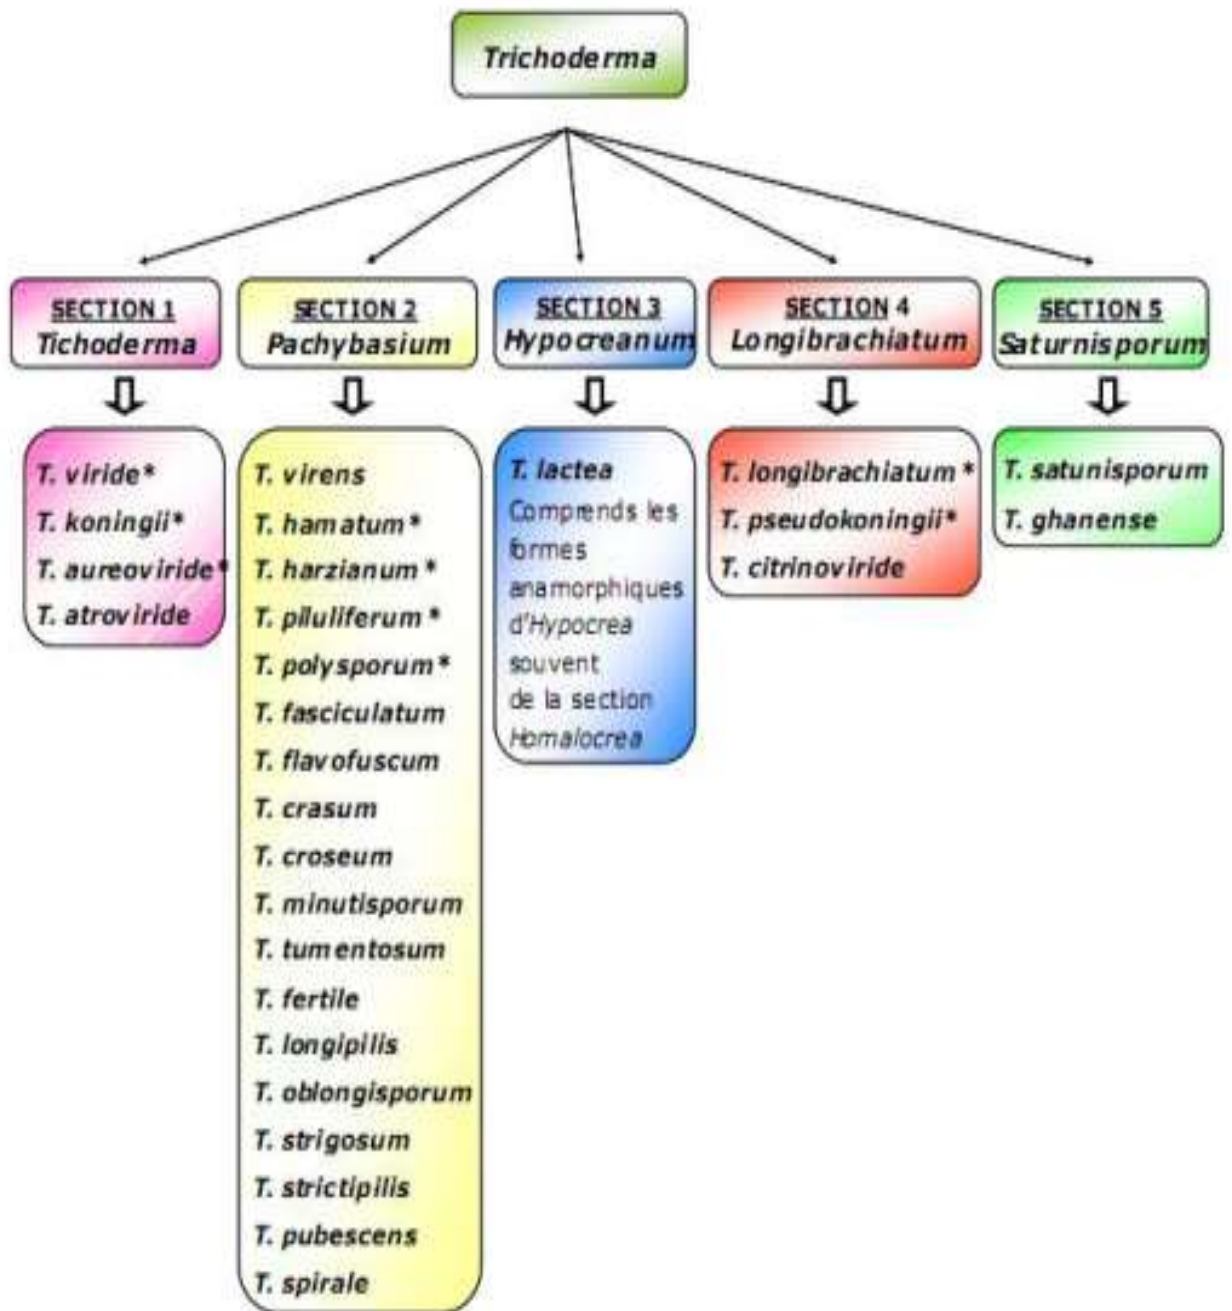 Trichoderma
SECTION 1
Tichoderma
SECTION 2
Pachybasium
SECTION 3
Hypocreanum
SECTION 4
Longibrachiatum
SECTION 5
Saturnisporum
T. viride*
T. koningii*
T. aureoviride*
T. atroviride
T. virens
T. hamatum*
T. harzianum*
T. piluliferum*
T. polysporum*
T. fasciculatum
T. flavofuscum
T. crasum
T. croseum
T. minutisporum
T. tumentosum
T. fertile
T. longipilis
T. oblongisporum
T. strigosum
T. strictipilis
T. pubescens
T. spirale
T. lactea
Comprends les
formes
anamorphiques
d'Hypocrea
souvent
de la section
Homalocrea
T. longibrachiatum*
T. pseudokoningii*
T. citrinoviride
T. satunisporum
T. ghanense